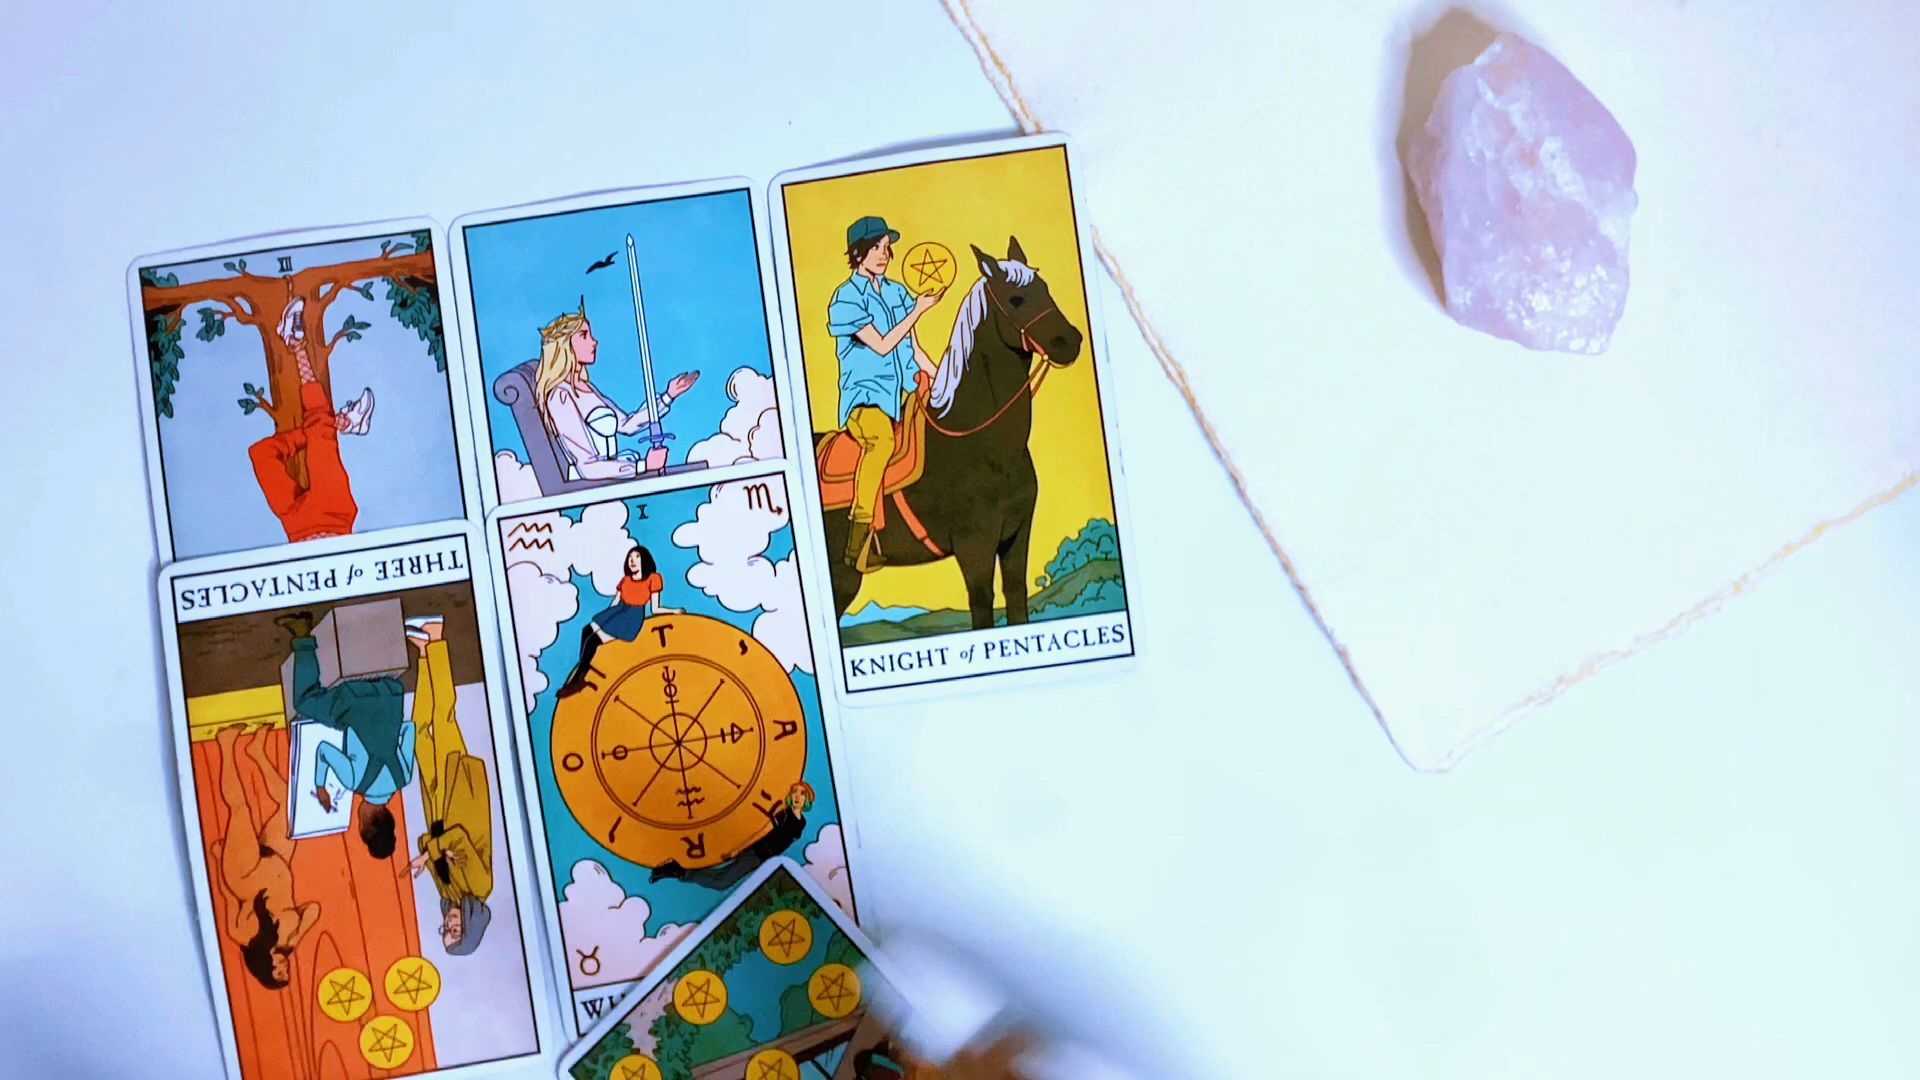 KNIGHT of PENTACLES
THREE of PENTACLES
T
A
R
O